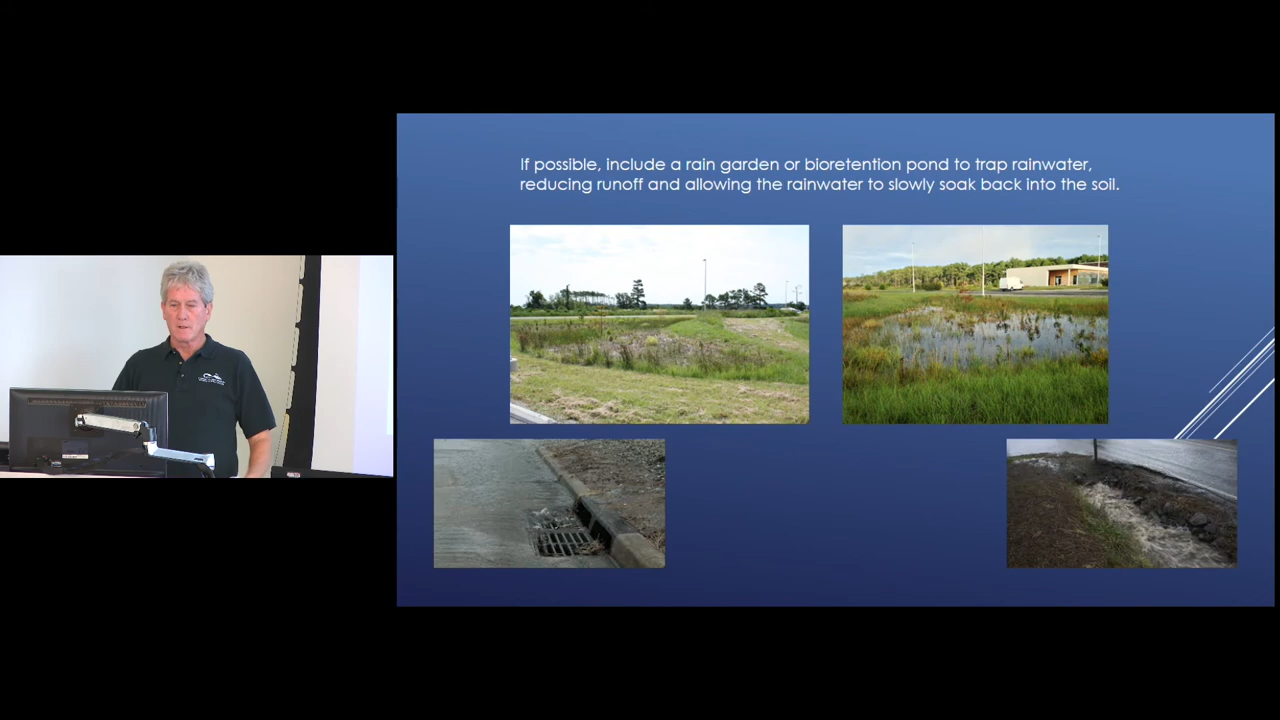 If possible, include a rain garden or bioretention pond to trap rainwater,
reducing runoff and allowing the rainwater to slowly soak back into the soil.